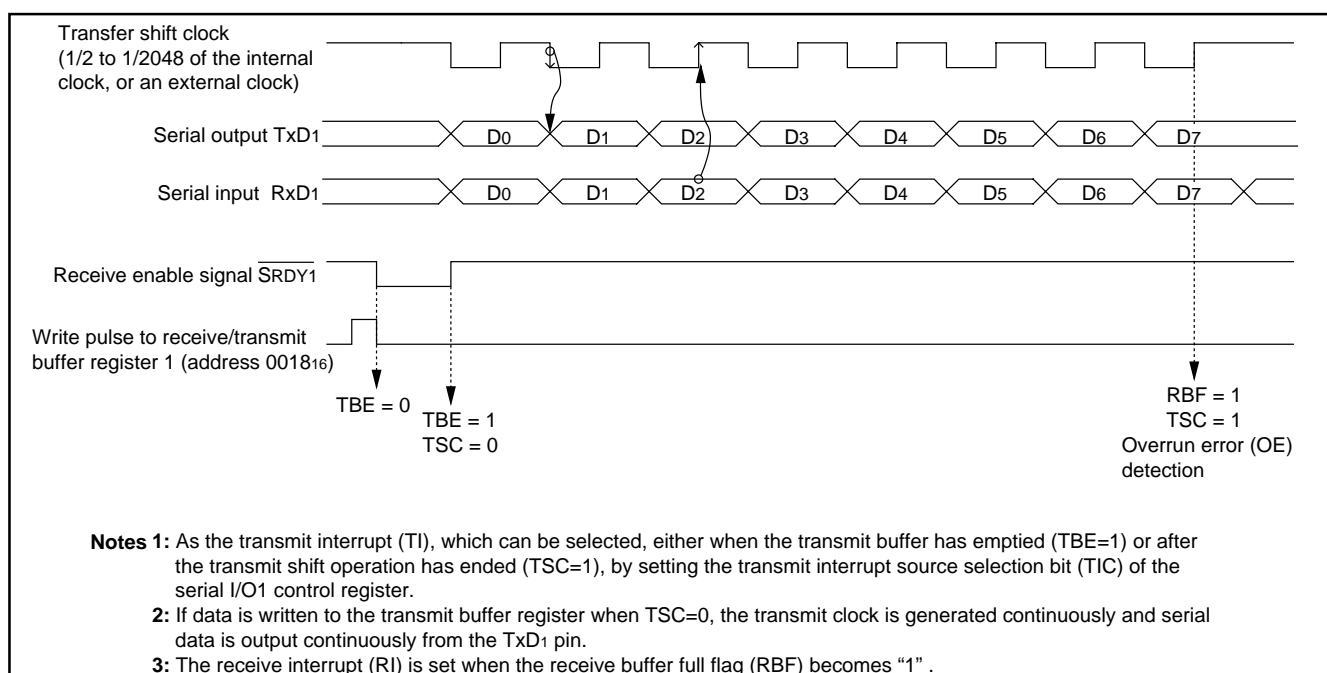 Transfer shift clock
(1/2 to 1/2048 of the internal
clock, or an external clock)
Serial output TxD1
D0 D1 D2 D3 D4 D5 D6 D7
Serial input RxD1
D0 D1 D2 D3 D4 D5 D6 D7
Receive enable signal SRDY1
Write pulse to receive/transmit
buffer register 1 (address 001816)
TBE = 0
TBE = 1
TSC = 0
RBF = 1
TSC = 1
Overrun error (OE)
detection
Notes 1: As the transmit interrupt (TI), which can be selected, either when the transmit buffer has emptied (TBE=1) or after
the transmit shift operation has ended (TSC=1), by setting the transmit interrupt source selection bit (TIC) of the
serial I/O1 control register.
2: If data is written to the transmit buffer register when TSC=0, the transmit clock is generated continuously and serial
data is output continuously from the TxD1 pin.
3: The receive interrupt (RI) is set when the receive buffer full flag (RBF) becomes “1” .